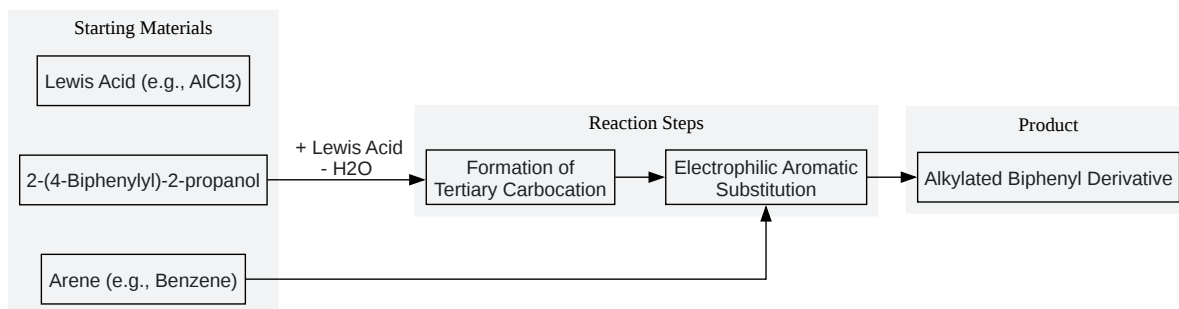 Starting Materials
Lewis Acid (e.g., AlCl3)
2-(4-Biphenylyl)-2-propanol
Arene (e.g., Benzene)
+ Lewis Acid
- H2O
Reaction Steps
Formation of
Tertiary Carbocation
Electrophilic Aromatic
Substitution
Product
Alkylated Biphenyl Derivative